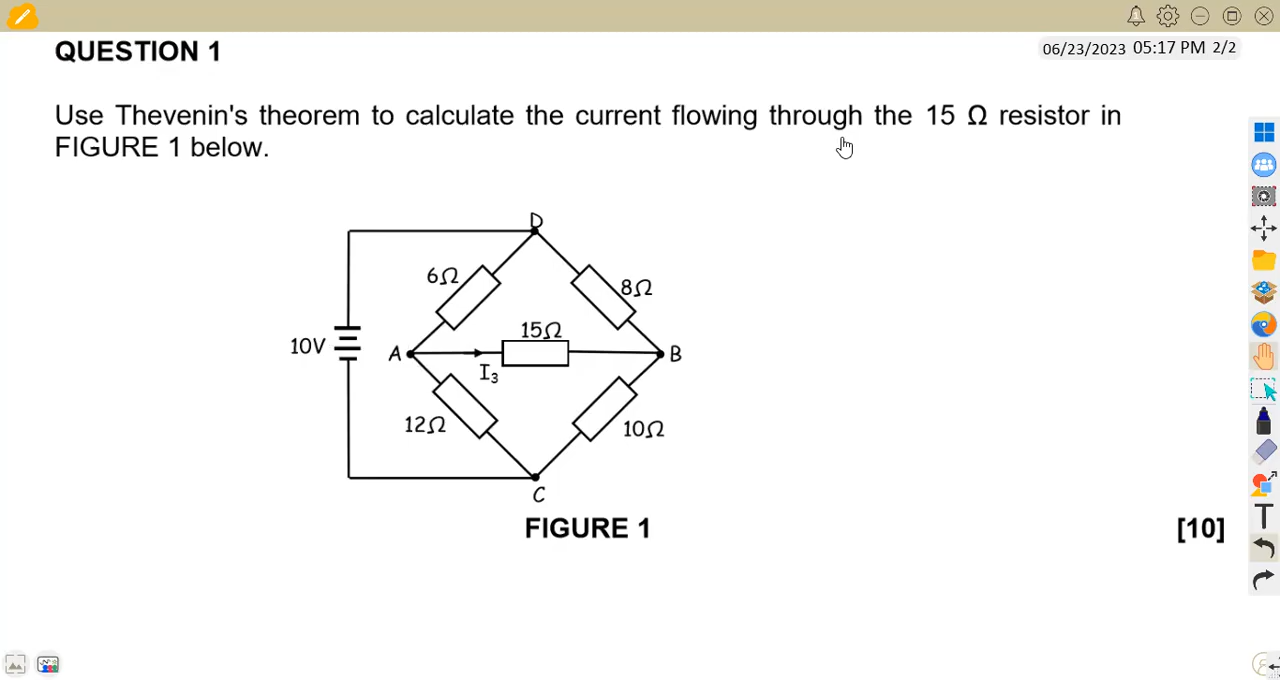 QUESTION 1
06/23/2023 05:17 PM 2/2
Use Thevenin's theorem to calculate the current flowing through the 15 Ω resistor in
FIGURE 1 below.
D
6Ω
8Ω
15Ω
10V
A
B
I₃
12Ω
10Ω
C
FIGURE 1
[10]
T